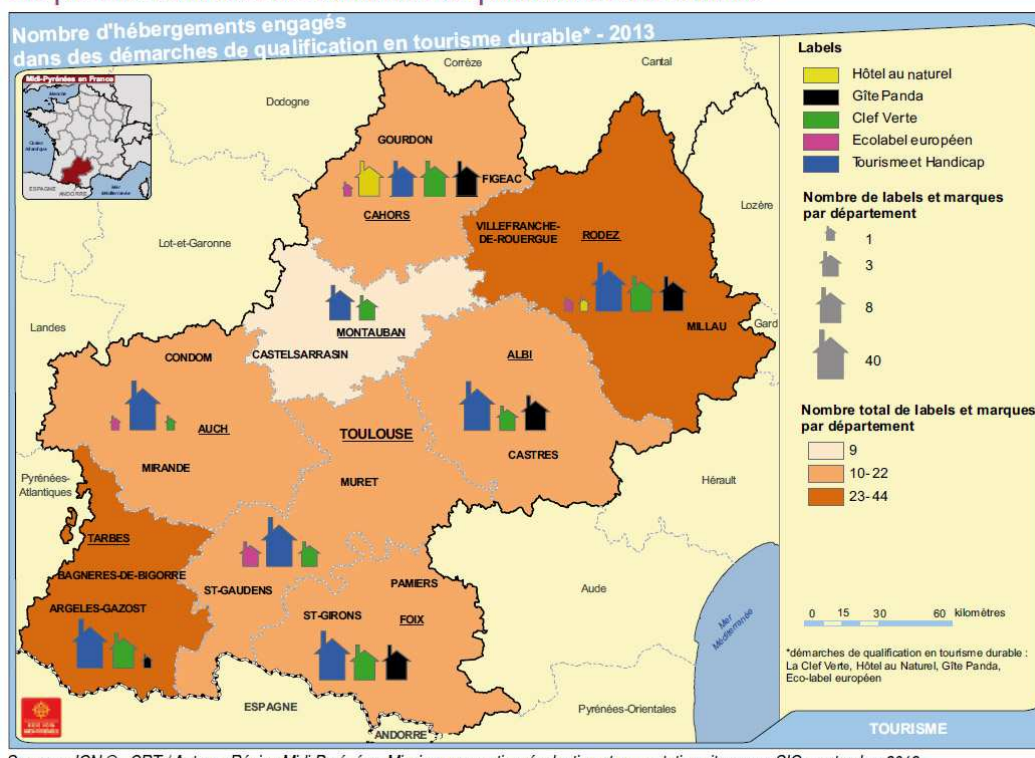 Nombre d'hébergements engagés
dans des démarches de qualification en tourisme durable* - 2013
Midi-Pyrénées en France
ESPAGNE
ANDORRE
Corrèze
Cantal
Dodogne
GOURDON
FIGEAC
CAHORS
Lot-et-Garonne
VILLEFRANCHE-
DE-ROUERGUE
RODEZ
Lozère
MILLAU
Gard
Landes
MONTAUBAN
CASTELSARRASIN
CONDOM
ALBI
AUCH
TOULOUSE
CASTRES
MIRANDE
MURET
Hérault
Pyrénées-
Atlantiques
TARBES
BAGNERES-DE-BIGORRE
ARGELES-GAZOST
ST-GAUDENS
PAMIERS
ST-GIRONS
FOIX
Aude
Mer
Méditerranée
ESPAGNE
ANDORRE
Pyrénées-Orientales
Labels
Hôtel au naturel
Gîte Panda
Clef Verte
Ecolabel européen
Tourisme et Handicap
Nombre de labels et marques
par département
1
3
8
40
Nombre total de labels et marques
par département
9
10-22
23-44
0 15 30 60 kilomètres
*démarches de qualification en tourisme durable :
La Clef Verte, Hôtel au Naturel, Gîte Panda,
Eco-label européen
TOURISME